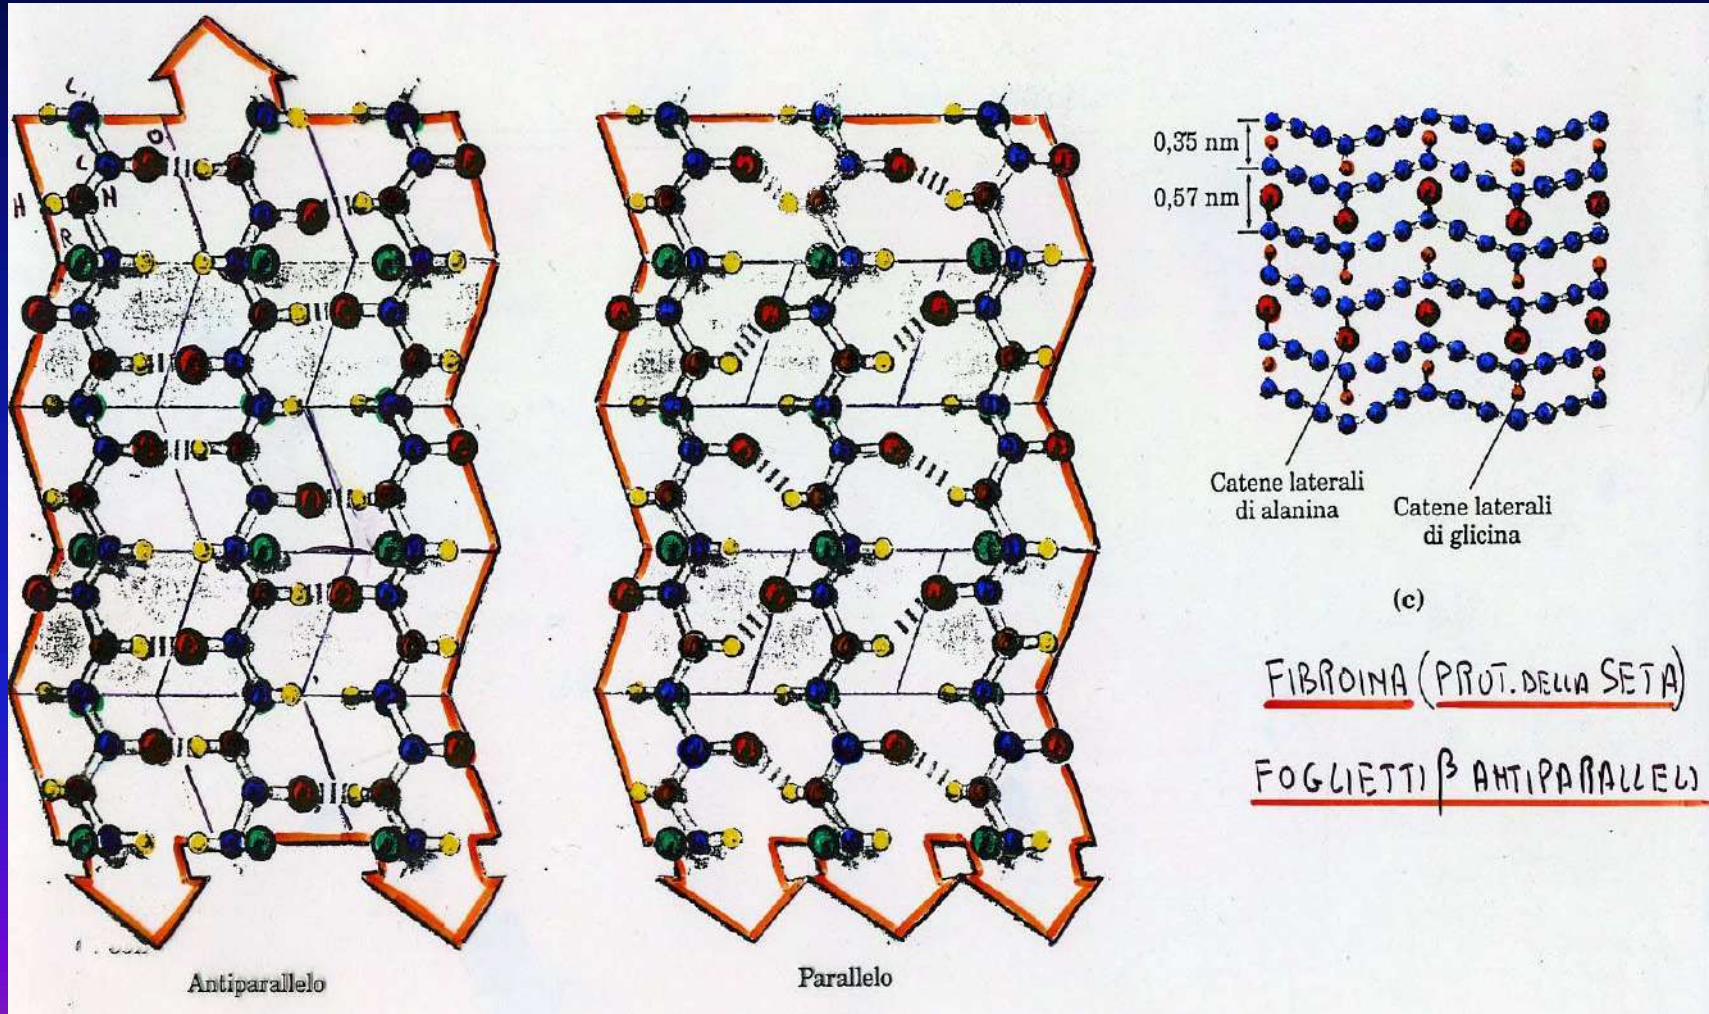 C
O
C
H
N
R
Antiparallelo
Parallelo
0,35 nm
0,57 nm
Catene laterali
di alanina
Catene laterali
di glicina
(c)
FIBROINA (PROT. DELLA SETA)
FOGLIETTI β ANTIPARALLELI